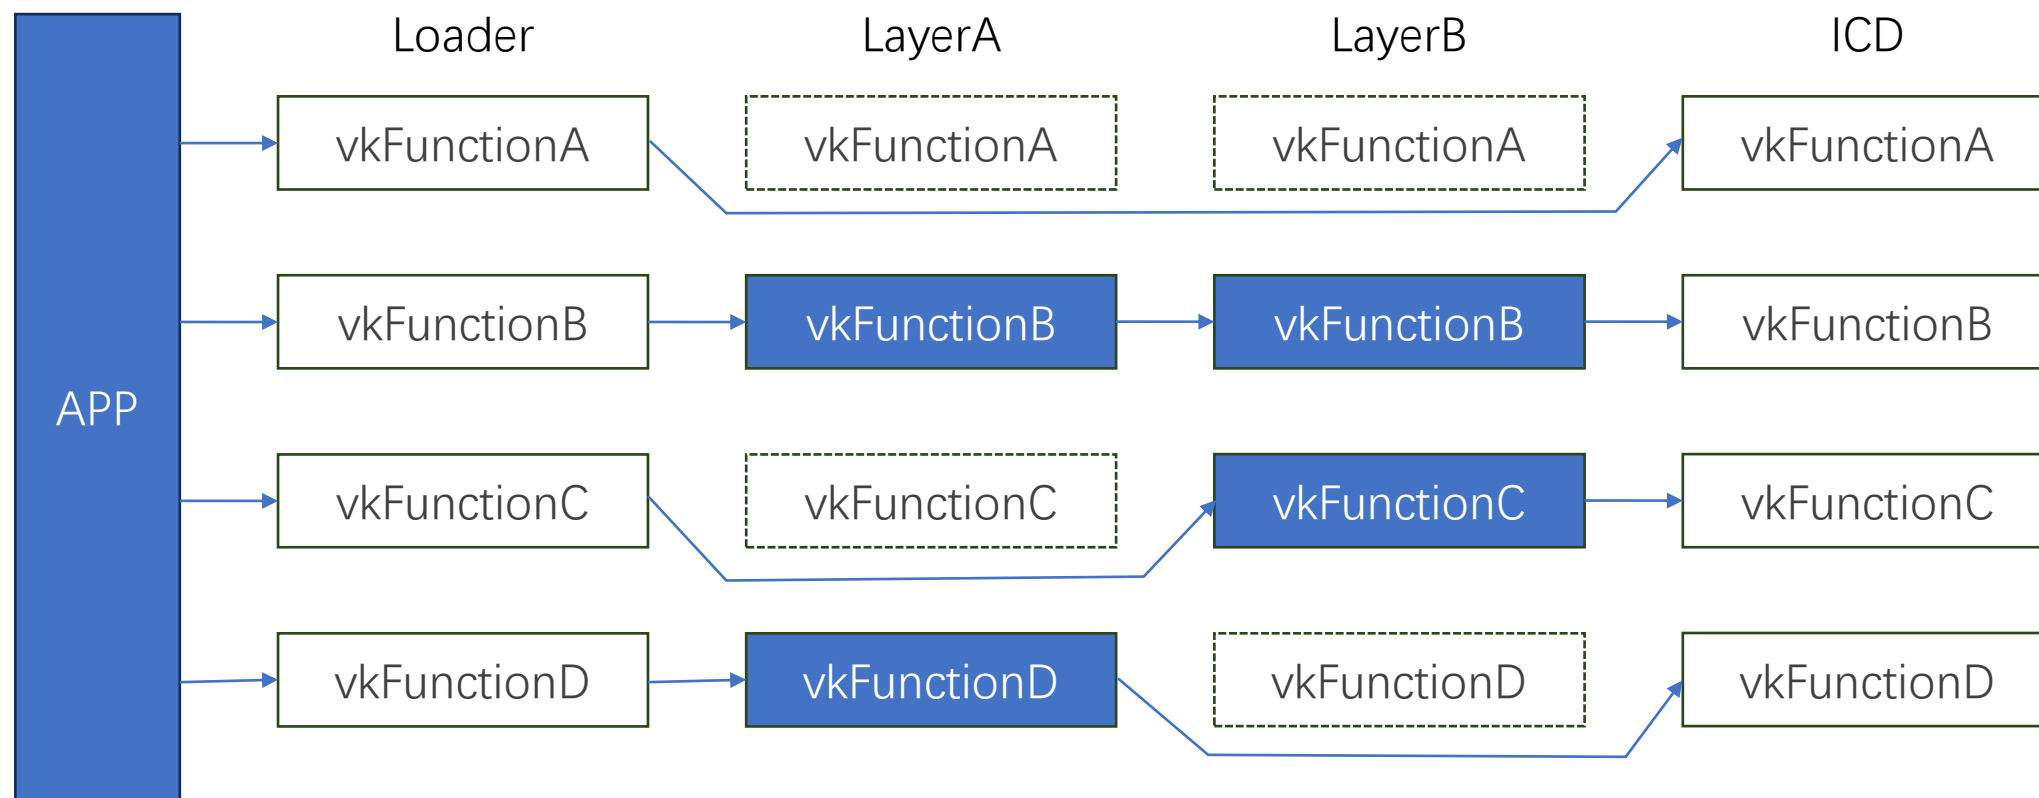 Loader LayerA LayerB ICD
vkFunctionA vkFunctionA vkFunctionA vkFunctionA
vkFunctionB vkFunctionB vkFunctionB vkFunctionB
APP
vkFunctionC vkFunctionC vkFunctionC vkFunctionC
vkFunctionD vkFunctionD vkFunctionD vkFunctionD